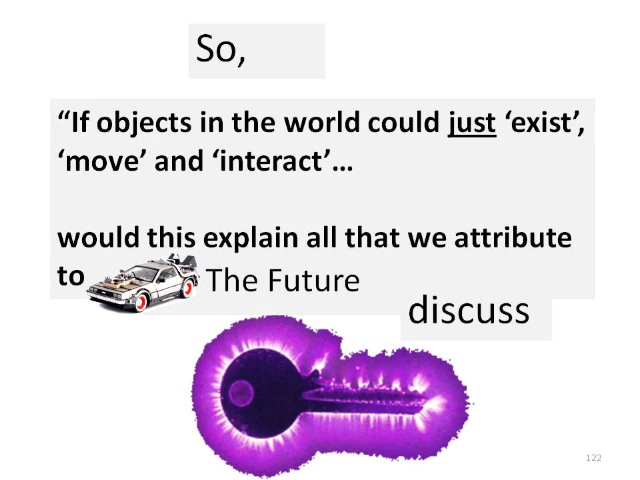 So,
“If objects in the world could just ‘exist’,
‘move’ and ‘interact’…
would this explain all that we attribute
to The Future
discuss
122